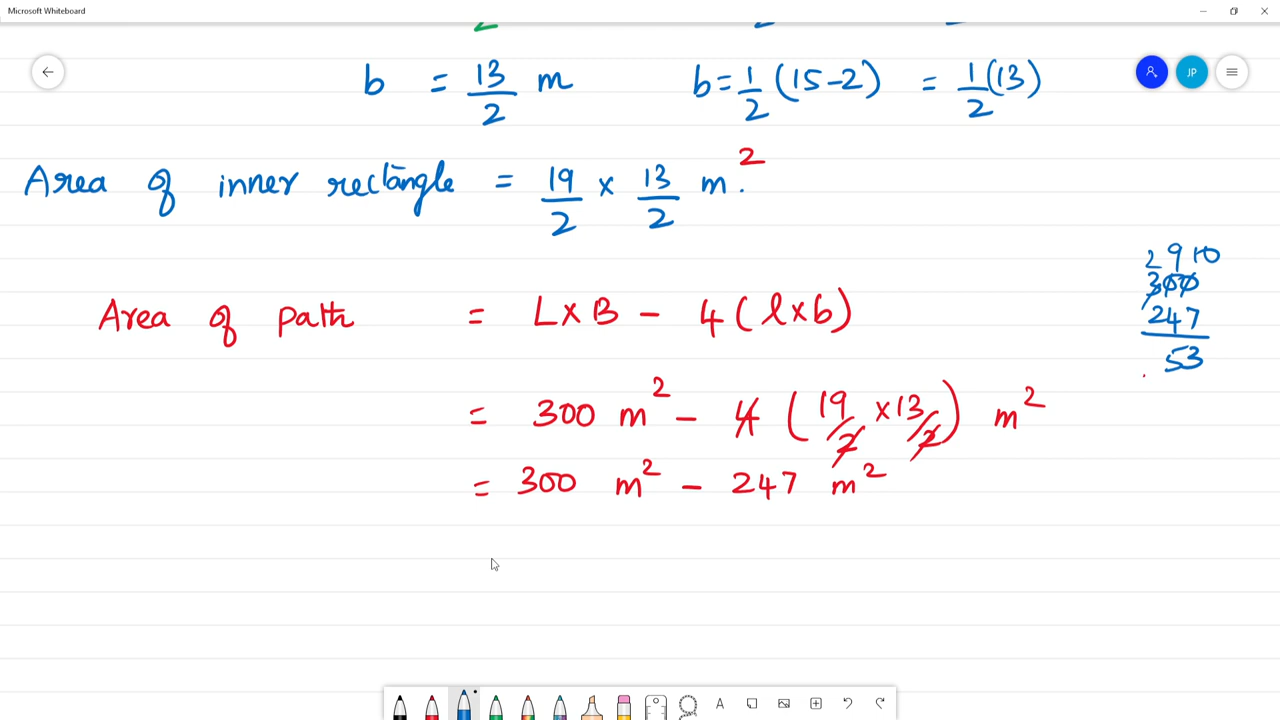 Microsoft Whiteboard
b = 13/2 m b = 1/2 (15-2) = 1/2 (13)
JP
Area of inner rectangle = 19/2 x 13/2 m.²
2 9 10
300
247
53
Area of path = L x B - 4 (l x b)
= 300 m² - 4 (19/2 x 13/2) m²
= 300 m² - 247 m²
A